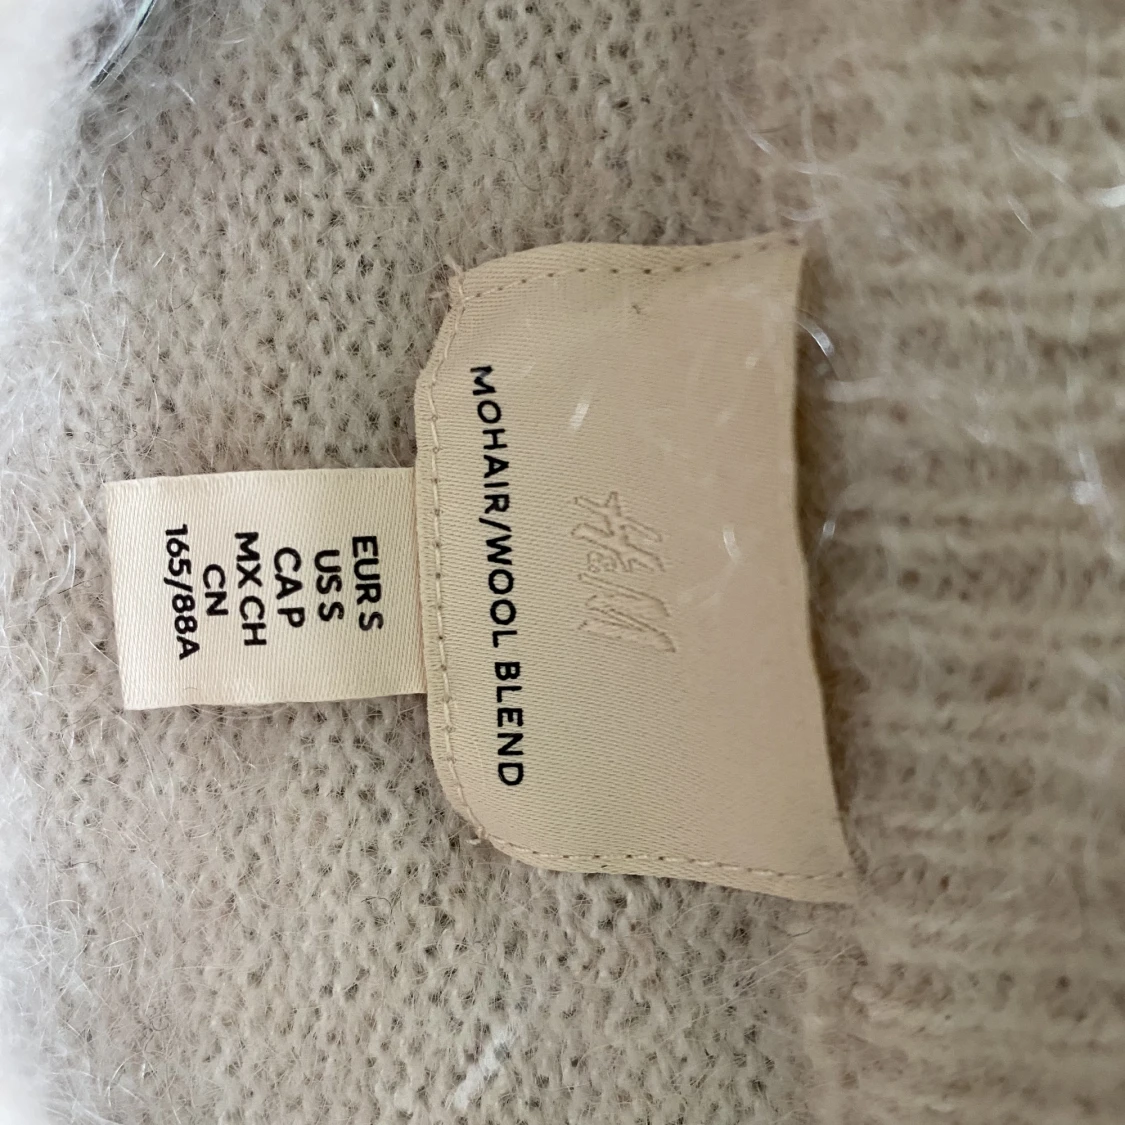 H&M
MOHAIR/WOOL BLEND
EUR S
US S
CA P
MX CH
CN
165/88A